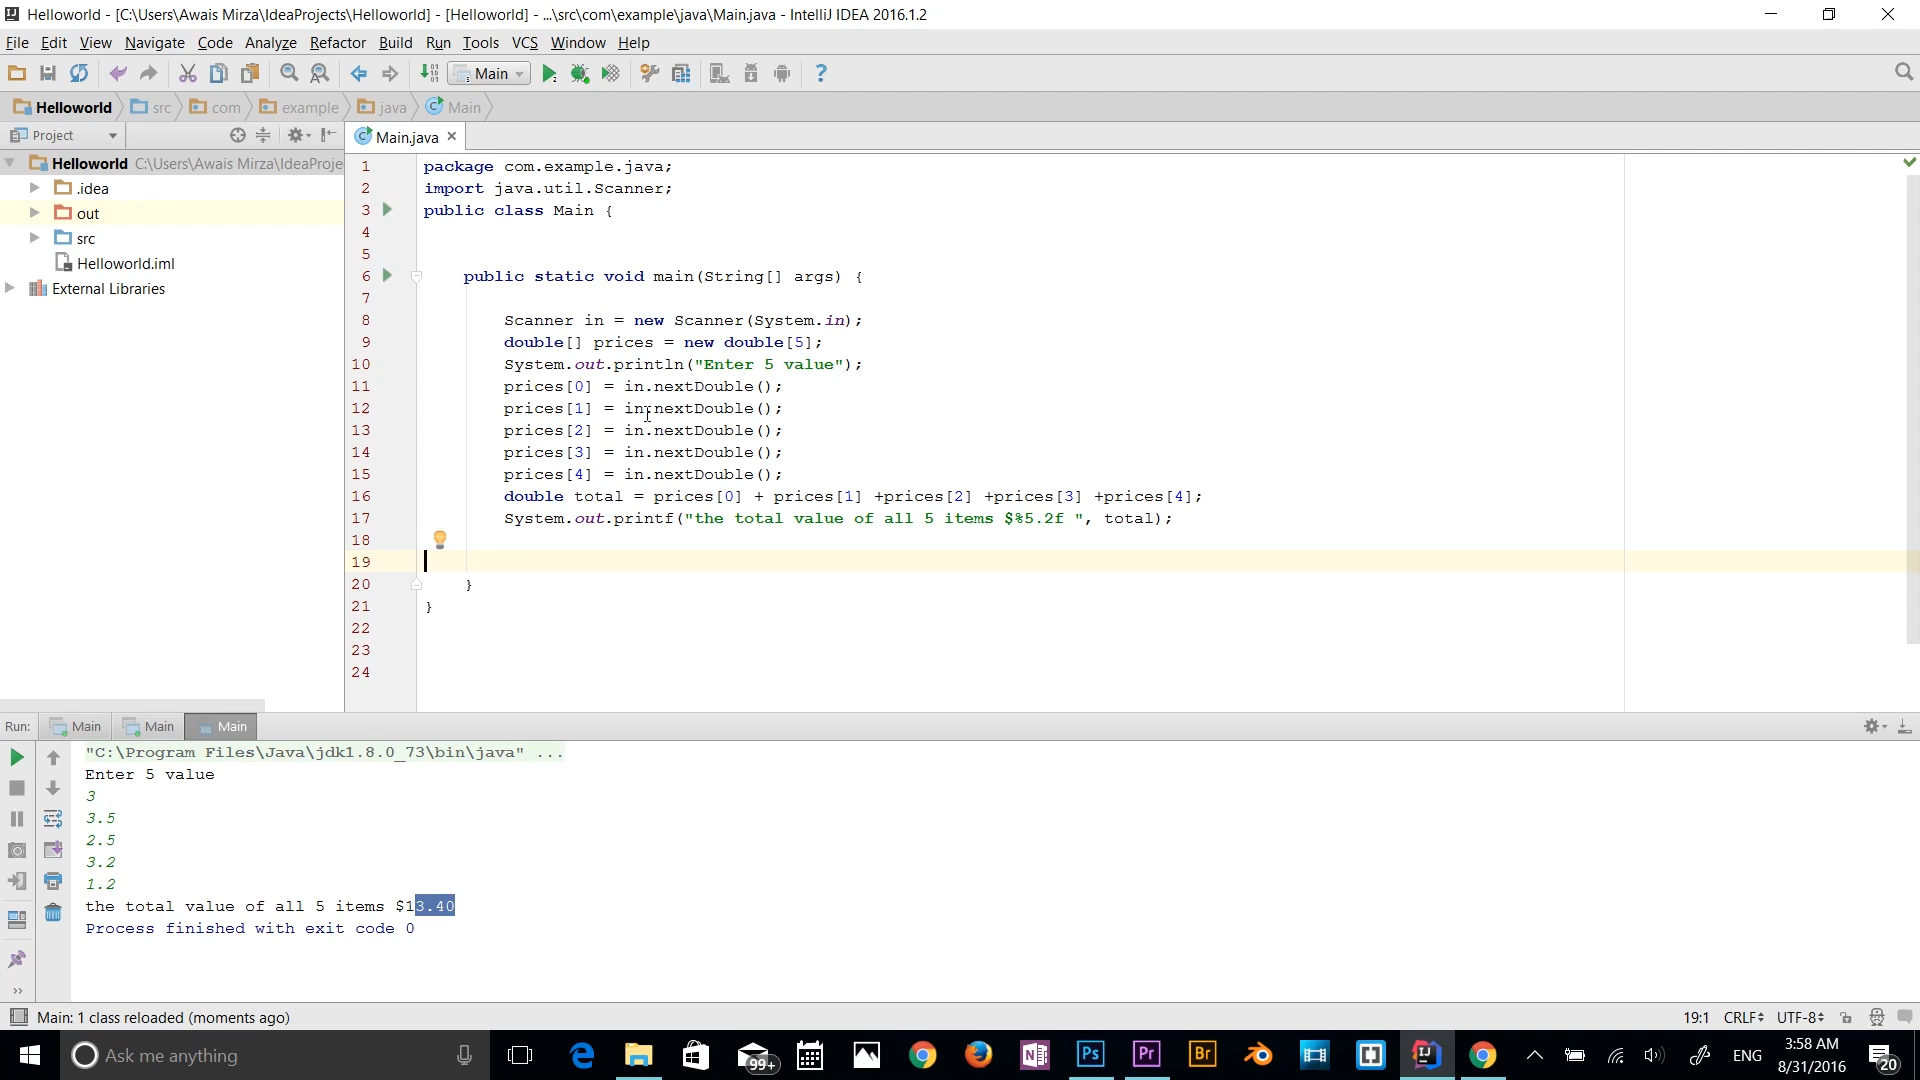 Helloworld - [C:\Users\Awais Mirza\IdeaProjects\Helloworld] - [Helloworld] - ...\src\com\example\java\Main.java - IntelliJ IDEA 2016.1.2
File Edit View Navigate Code Analyze Refactor Build Run Tools VCS Window Help
Main
Helloworld src com example java Main
Project
Main.java
Helloworld C:\Users\Awais Mirza\IdeaProje
.idea
out
src
Helloworld.iml
External Libraries
1 package com.example.java;
2 import java.util.Scanner;
3 public class Main {
4
5
6 public static void main(String[] args) {
7
8 Scanner in = new Scanner(System.in);
9 double[] prices = new double[5];
10 System.out.println("Enter 5 value");
11 prices[0] = in.nextDouble();
12 prices[1] = in.nextDouble();
13 prices[2] = in.nextDouble();
14 prices[3] = in.nextDouble();
15 prices[4] = in.nextDouble();
16 double total = prices[0] + prices[1] +prices[2] +prices[3] +prices[4];
17 System.out.printf("the total value of all 5 items $%5.2f ", total);
18
19
20 }
21 }
22
23
24
Run: Main Main Main
"C:\Program Files\Java\jdk1.8.0_73\bin\java" ...
Enter 5 value
3
3.5
2.5
3.2
1.2
the total value of all 5 items $13.40
Process finished with exit code 0
Main: 1 class reloaded (moments ago)
19:1 CRLF UTF-8
Ask me anything
99+
Ps
Pr
Br
ENG
3:58 AM
8/31/2016
20